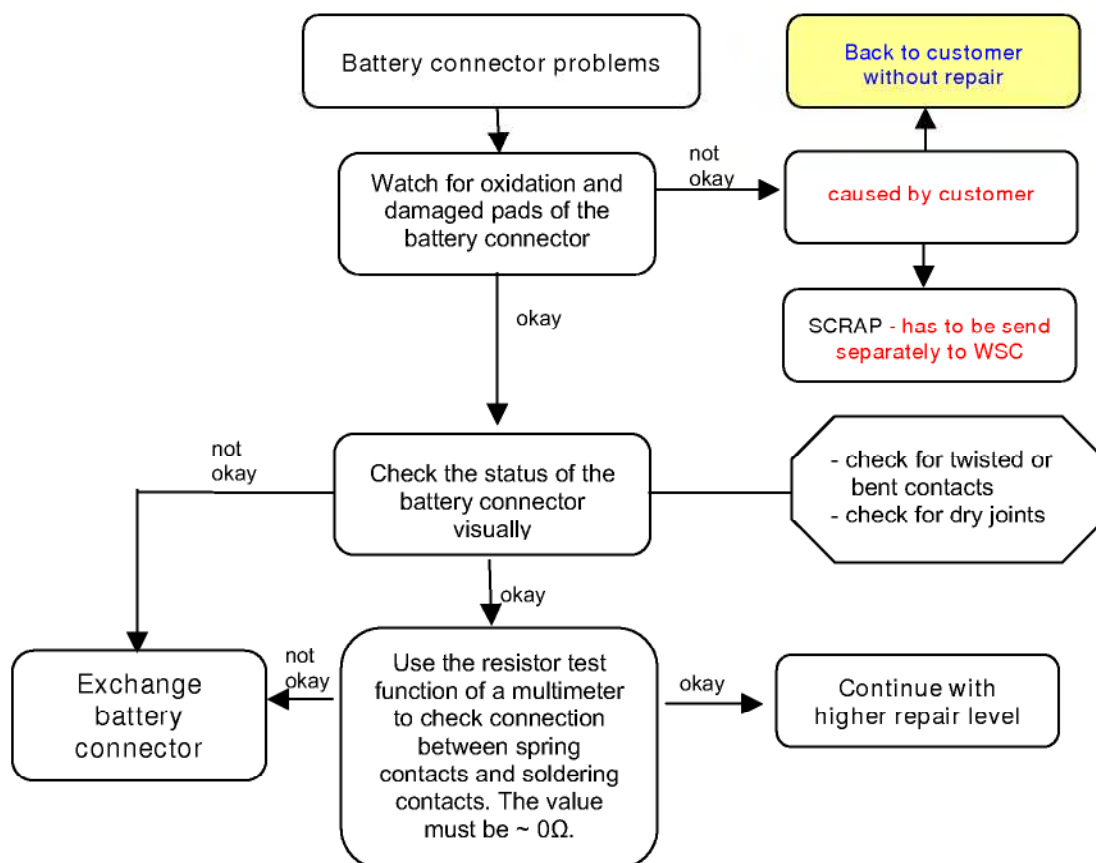 Battery connector problems
Back to customer
without repair
not
okay
Watch for oxidation and
damaged pads of the
battery connector
caused by customer
okay
SCRAP - has to be send
separately to WSC
not
okay
Check the status of the
battery connector
visually
- check for twisted or
bent contacts
- check for dry joints
okay
Exchange
battery
connector
not
okay
Use the resistor test
function of a multimeter
to check connection
between spring
contacts and soldering
contacts. The value
must be ~ 0Ω.
okay
Continue with
higher repair level